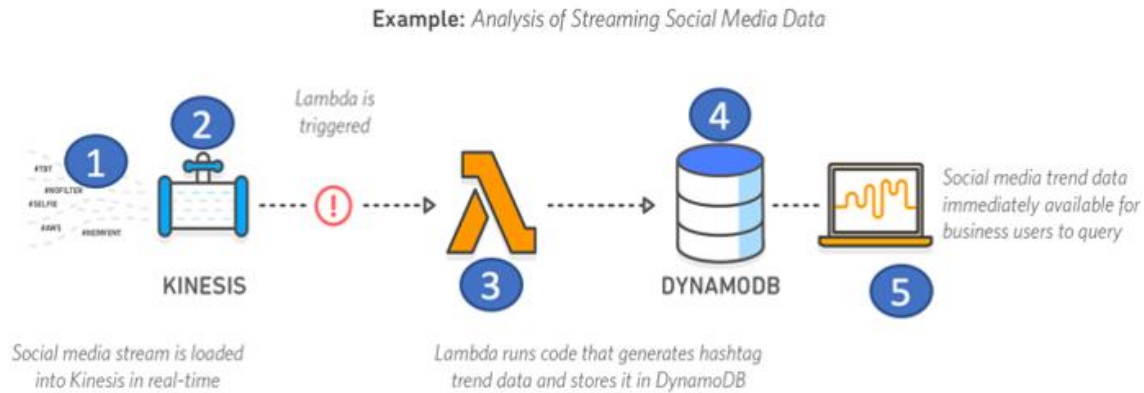 Example: Analysis of Streaming Social Media Data
Lambda is
triggered
1
2
3
4
5
#TBT
#NOFILTER
#SELFIE
#AWS
#REINVENT
!
KINESIS
DYNAMODB
Social media trend data
immediately available for
business users to query
Social media stream is loaded
into Kinesis in real-time
Lambda runs code that generates hashtag
trend data and stores it in DynamoDB